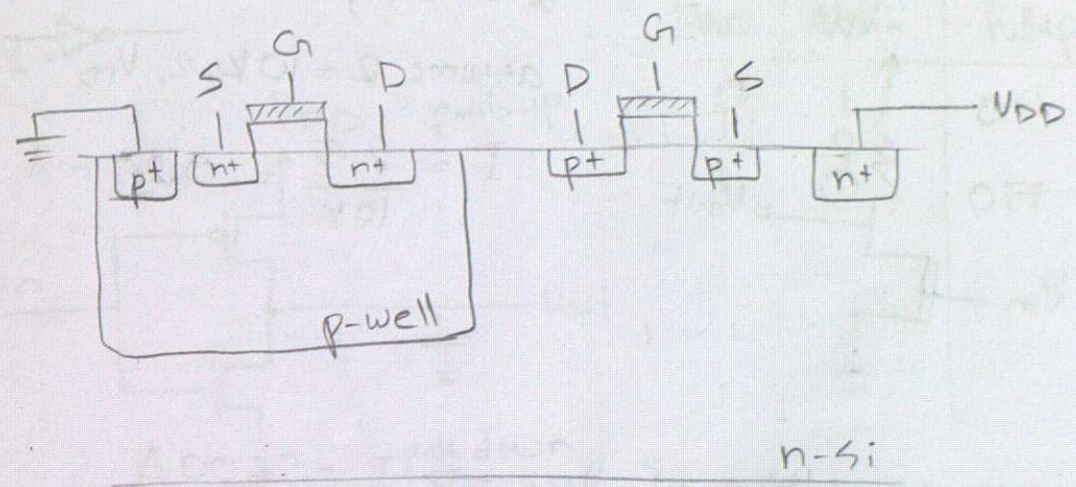 G G
S D D S
VDD
p+ n+ n+ p+ p+ n+
p-well
n-Si